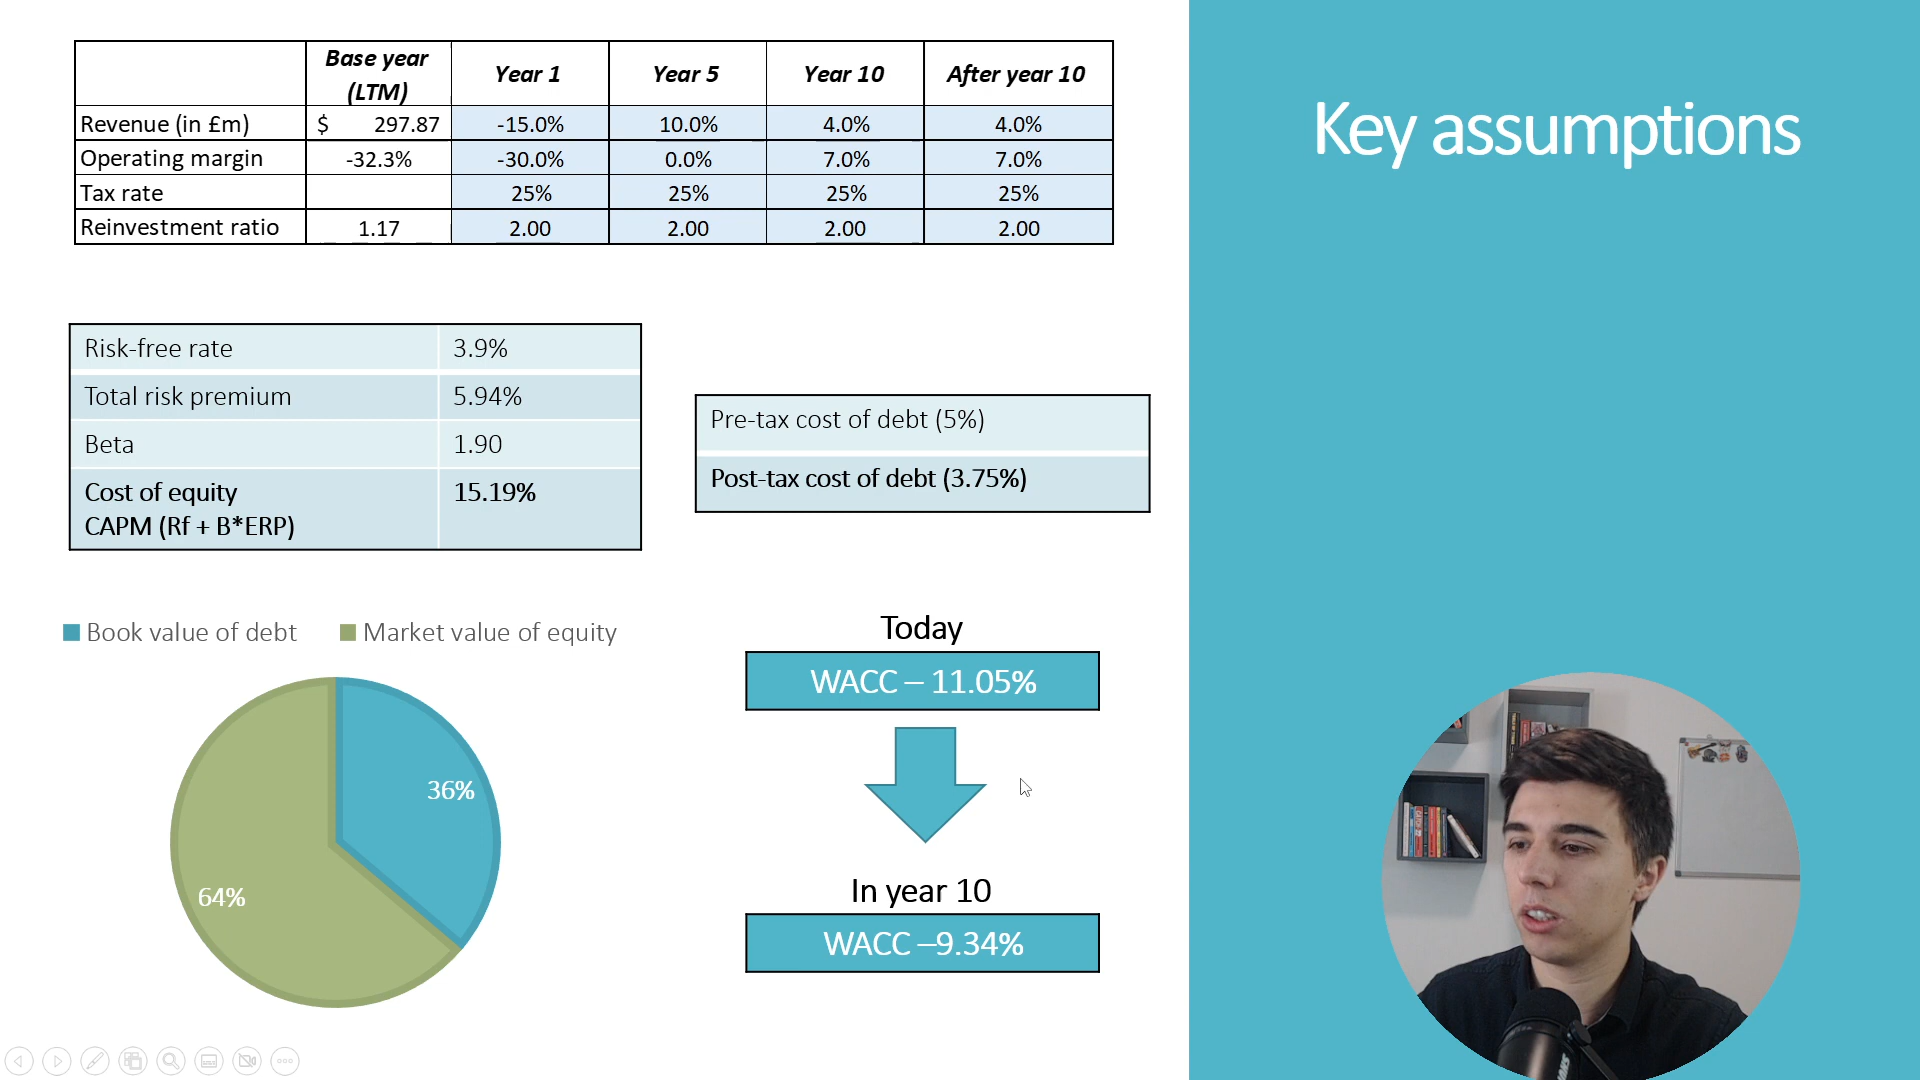 Key assumptions
Base year (LTM) Year 1 Year 5 Year 10 After year 10
Revenue (in £m) $ 297.87 -15.0% 10.0% 4.0% 4.0%
Operating margin -32.3% -30.0% 0.0% 7.0% 7.0%
Tax rate 25% 25% 25% 25%
Reinvestment ratio 1.17 2.00 2.00 2.00 2.00
Risk-free rate 3.9%
Total risk premium 5.94%
Beta 1.90
Cost of equity 15.19%
CAPM (Rf + B*ERP)
Pre-tax cost of debt (5%)
Post-tax cost of debt (3.75%)
Book value of debt Market value of equity
36%
64%
Today
WACC – 11.05%
In year 10
WACC –9.34%